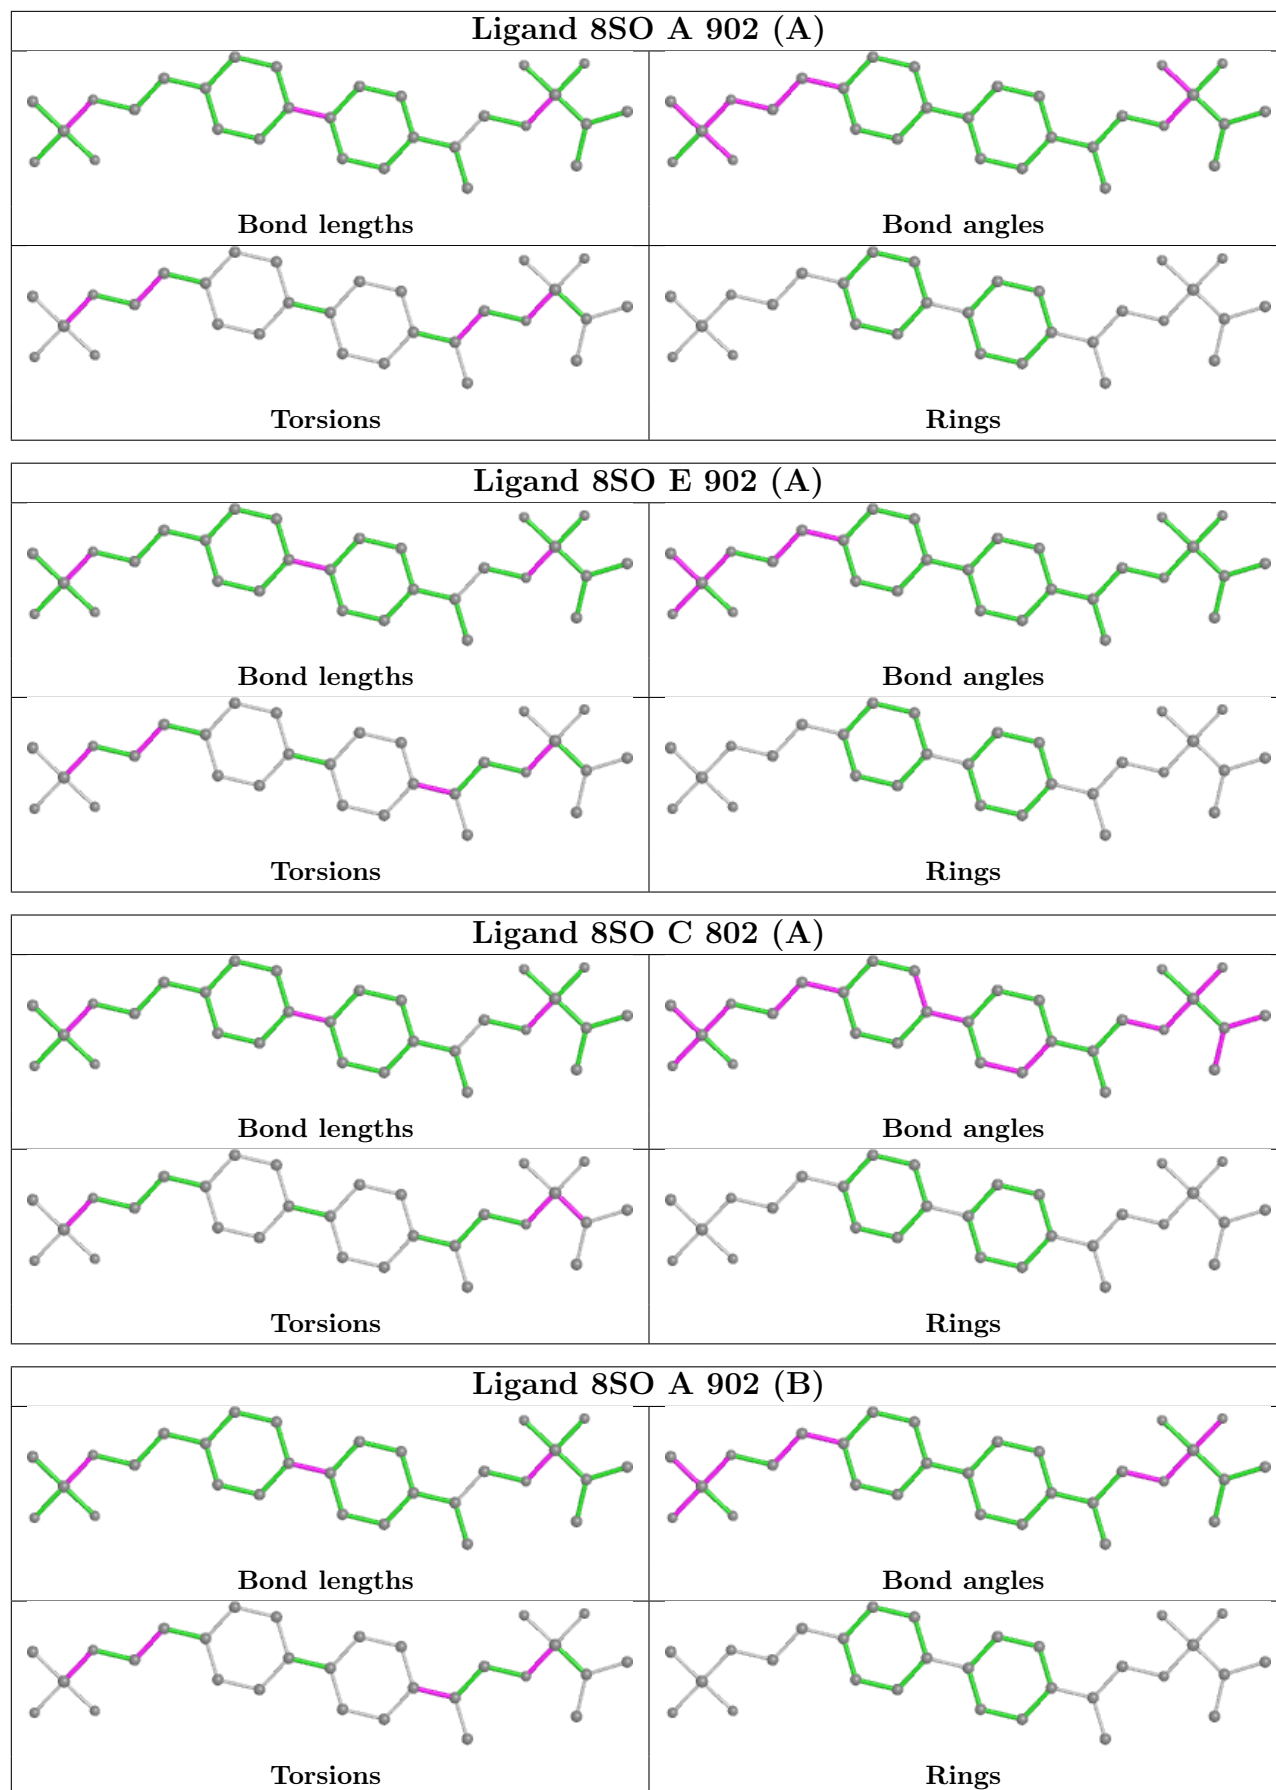 Ligand 8SO A 902 (A)
Bond lengths
Bond angles
Torsions
Rings
Ligand 8SO E 902 (A)
Bond lengths
Bond angles
Torsions
Rings
Ligand 8SO C 802 (A)
Bond lengths
Bond angles
Torsions
Rings
Ligand 8SO A 902 (B)
Bond lengths
Bond angles
Torsions
Rings